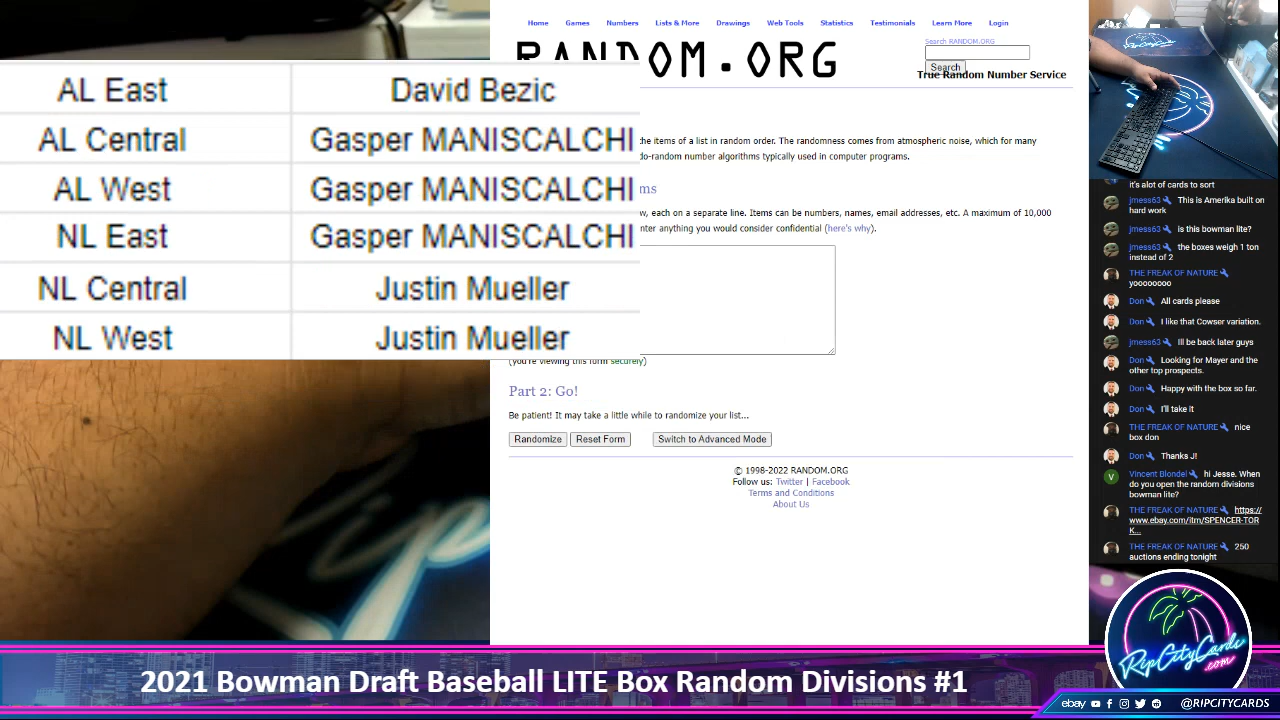 Home Games Numbers Lists & More Drawings Web Tools Statistics Testimonials Learn More Login
RANDOM.ORG
Search RANDOM.ORG
Search
True Random Number Service
AL East David Bezic
AL Central Gasper MANISCALCHI
AL West Gasper MANISCALCHI
NL East Gasper MANISCALCHI
NL Central Justin Mueller
NL West Justin Mueller
the items of a list in random order. The randomness comes from atmospheric noise, which for many
do-random number algorithms typically used in computer programs.
ms
w, each on a separate line. Items can be numbers, names, email addresses, etc. A maximum of 10,000
nter anything you would consider confidential (here's why).
(you're viewing this form securely)
Part 2: Go!
Be patient! It may take a little while to randomize your list...
Randomize Reset Form Switch to Advanced Mode
© 1998-2022 RANDOM.ORG
Follow us: Twitter | Facebook
Terms and Conditions
About Us
it's alot of cards to sort
jmess63 This is Amerika built on
hard work
jmess63 is this bowman lite?
jmess63 the boxes weigh 1 ton
instead of 2
THE FREAK OF NATURE
yoooooooo
Don All cards please
Don I like that Cowser variation.
jmess63 Ill be back later guys
Don Looking for Mayer and the
other top prospects.
Don Happy with the box so far.
Don I'll take it
THE FREAK OF NATURE nice
box don
Don Thanks J!
V Vincent Blondel hi Jesse. When
do you open the random divisions
bowman lite?
THE FREAK OF NATURE https://
www.ebay.com/itm/SPENCER-TOR
K...
THE FREAK OF NATURE 250
auctions ending tonight
RipCityCards
.com
2021 Bowman Draft Baseball LITE Box Random Divisions #1
ebay @RIPCITYCARDS